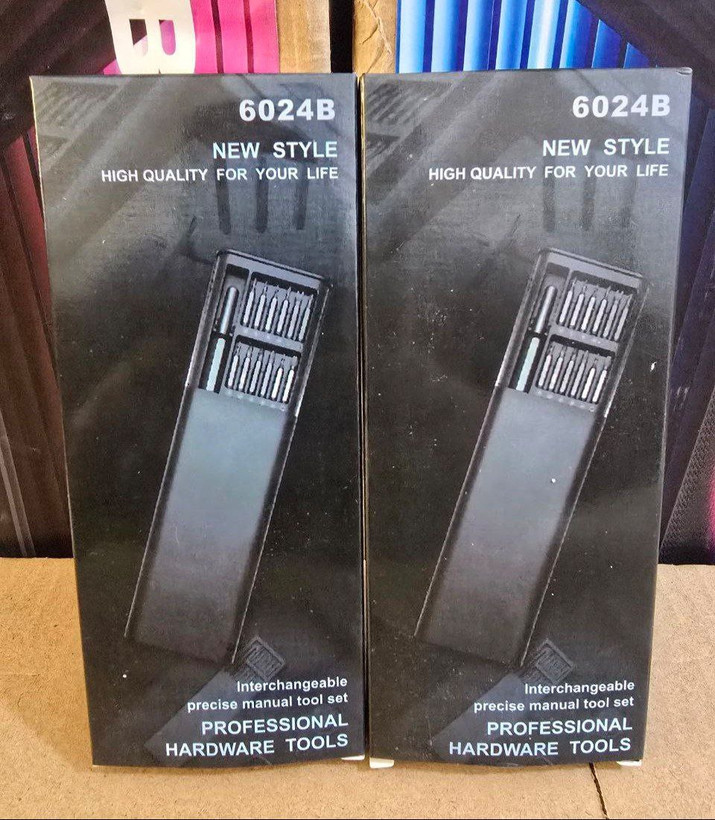 B
6024B
NEW STYLE
HIGH QUALITY FOR YOUR LIFE
Interchangeable
precise manual tool set
PROFESSIONAL
HARDWARE TOOLS
6024B
NEW STYLE
HIGH QUALITY FOR YOUR LIFE
Interchangeable
precise manual tool set
PROFESSIONAL
HARDWARE TOOLS